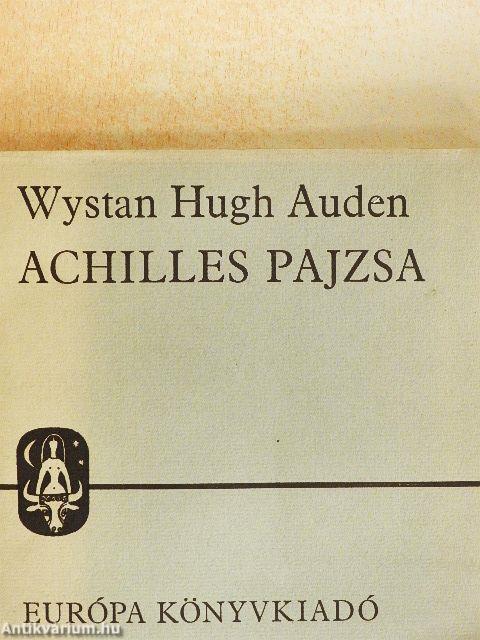 Wystan Hugh Auden
ACHILLES PAJZSA
EURÓPA KÖNYVKIADÓ
Antikvarium.hu